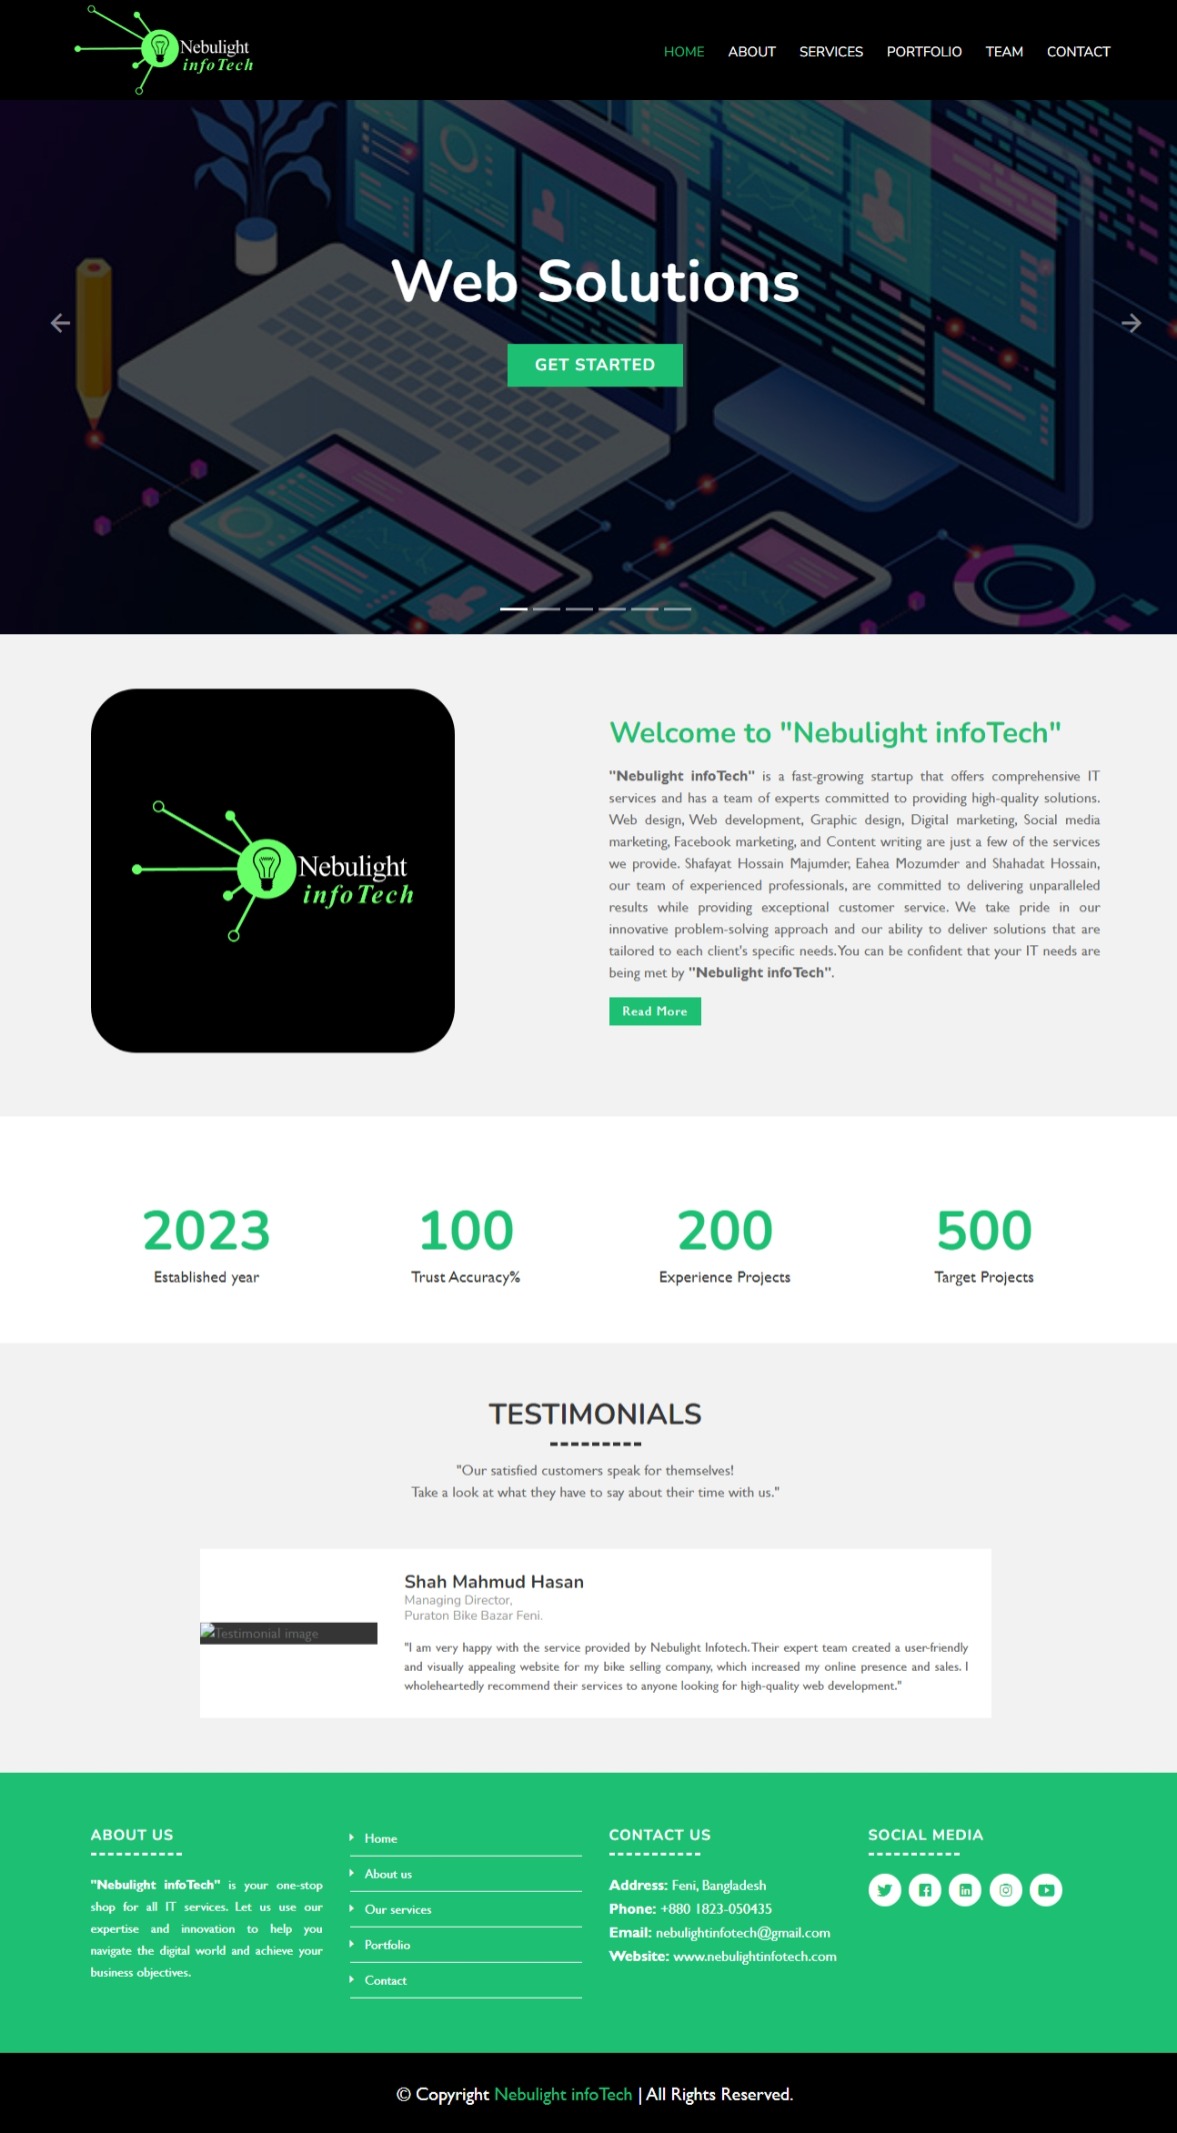 Nebulight
infoTech
HOME ABOUT SERVICES PORTFOLIO TEAM CONTACT
Web Solutions
GET STARTED
Nebulight
infoTech
Welcome to "Nebulight infoTech"
"Nebulight infoTech" is a fast-growing startup that offers comprehensive IT
services and has a team of experts committed to providing high-quality solutions.
Web design, Web development, Graphic design, Digital marketing, Social media
marketing, Facebook marketing, and Content writing are just a few of the services
we provide. Shafayat Hossain Majumder, Eahea Mozumder and Shahadat Hossain,
our team of experienced professionals, are committed to delivering unparalleled
results while providing exceptional customer service. We take pride in our
innovative problem-solving approach and our ability to deliver solutions that are
tailored to each client's specific needs. You can be confident that your IT needs are
being met by "Nebulight infoTech".
Read More
2023 100 200 500
Established year Trust Accuracy% Experience Projects Target Projects
TESTIMONIALS
"Our satisfied customers speak for themselves!
Take a look at what they have to say about their time with us."
Testimonial image
Shah Mahmud Hasan
Managing Director,
Puraton Bike Bazar Feni.
"I am very happy with the service provided by Nebulight Infotech. Their expert team created a user-friendly
and visually appealing website for my bike selling company, which increased my online presence and sales. I
wholeheartedly recommend their services to anyone looking for high-quality web development."
ABOUT US
"Nebulight infoTech" is your one-stop
shop for all IT services. Let us use our
expertise and innovation to help you
navigate the digital world and achieve your
business objectives.
Home
About us
Our services
Portfolio
Contact
CONTACT US
Address: Feni, Bangladesh
Phone: +880 1823-050435
Email: nebulightinfotech@gmail.com
Website: www.nebulightinfotech.com
SOCIAL MEDIA
© Copyright Nebulight infoTech | All Rights Reserved.